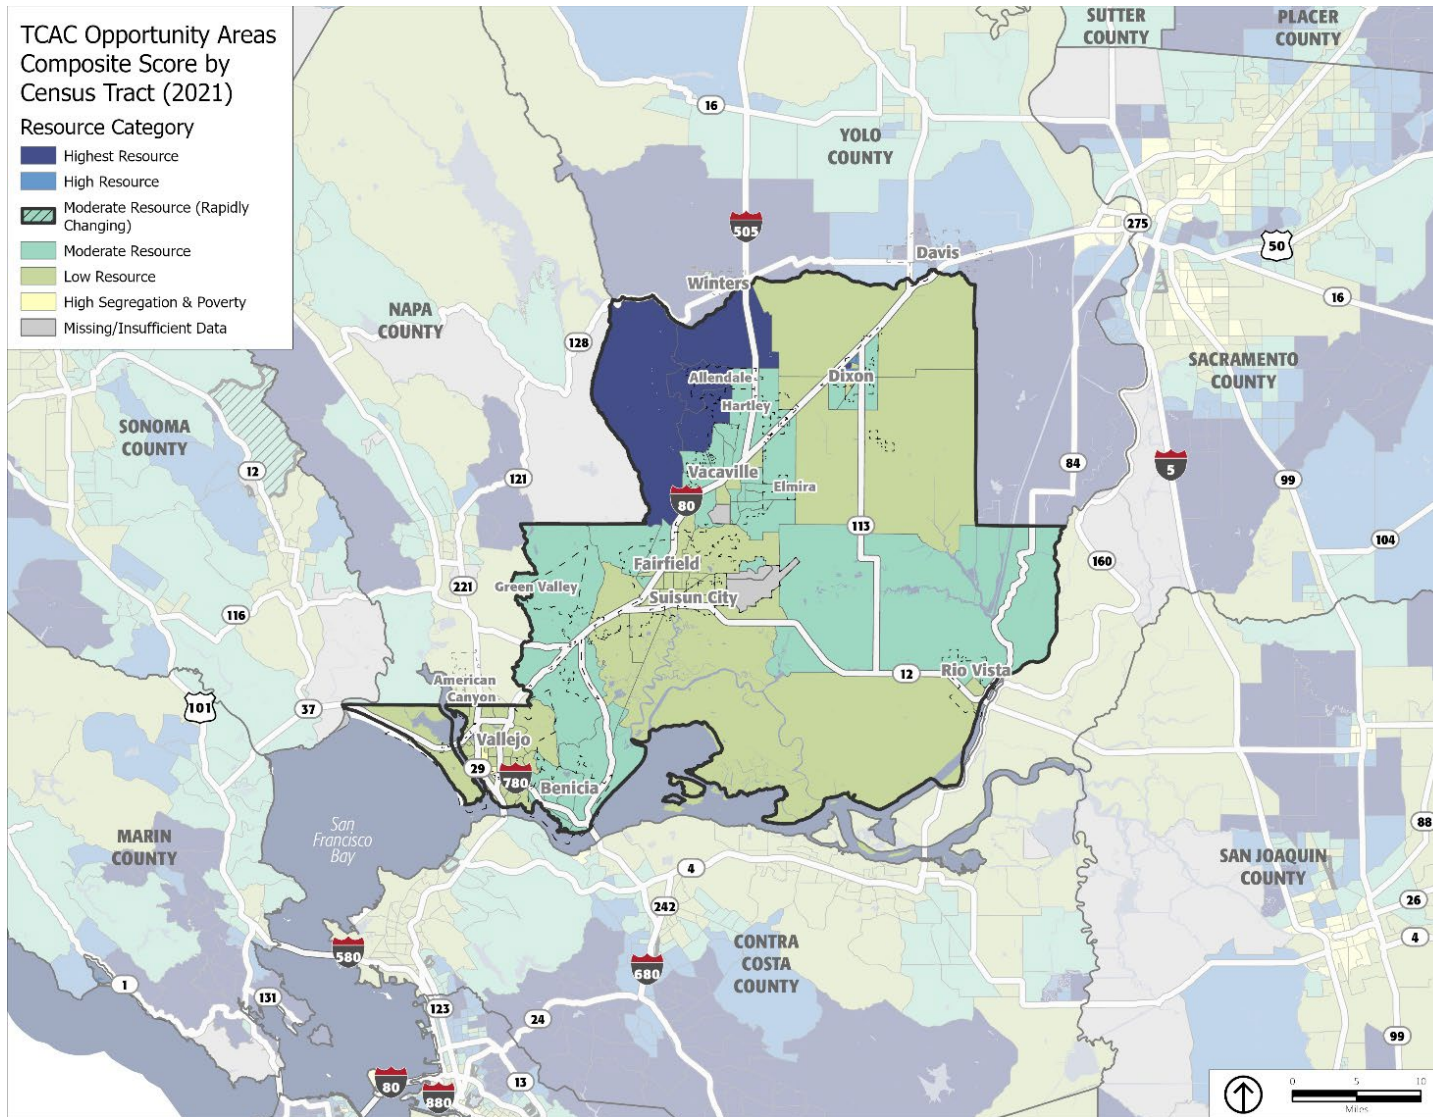 TCAC Opportunity Areas
Composite Score by
Census Tract (2021)
Resource Category
Highest Resource
High Resource
Moderate Resource (Rapidly
Changing)
Moderate Resource
Low Resource
High Segregation & Poverty
Missing/Insufficient Data
SUTTER
COUNTY
PLACER
COUNTY
16
YOLO
COUNTY
505
275
50
Davis
Winters
16
NAPA
COUNTY
128
SACRAMENTO
COUNTY
Allendale
Dixon
Hartley
SONOMA
COUNTY
12
121
Vacaville
Elmira
84
5
99
80
113
104
Fairfield
160
Green Valley
221
Suisun City
116
12
Rio Vista
American
Canyon
101
37
Vallejo
29
780
Benicia
San
Francisco
Bay
MARIN
COUNTY
88
SAN JOAQUIN
COUNTY
4
26
242
4
CONTRA
COSTA
COUNTY
580
680
1
131
123
24
99
13
80
880
0
5
10
Miles